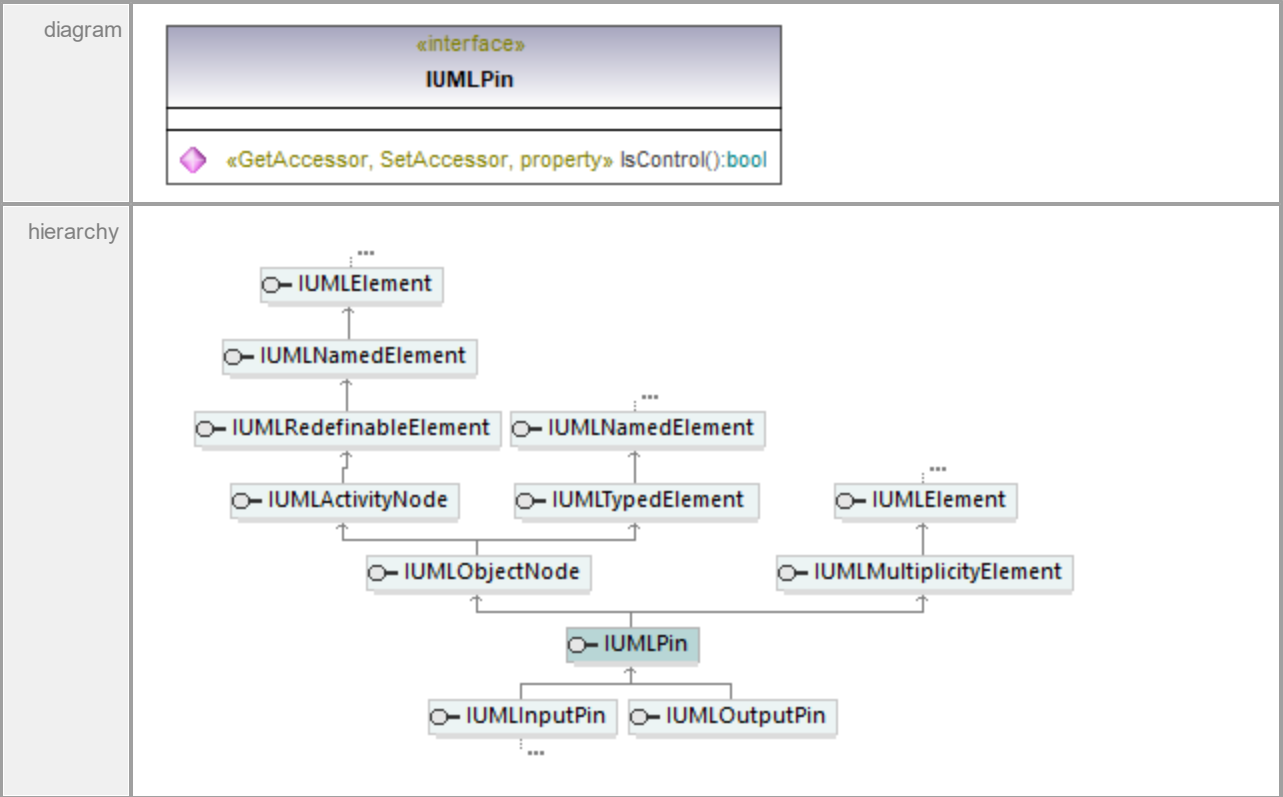 diagram
«interface»
IUMLPin
«GetAccessor, SetAccessor, property» IsControl():bool
hierarchy
...
IUMLElement
IUMLNamedElement
...
IUMLRedefinableElement IUMLNamedElement
...
IUMLActivityNode IUMLTypedElement IUMLElement
IUMLObjectNode IUMLMultiplicityElement
IUMLPin
IUMLInputPin IUMLOutputPin
...